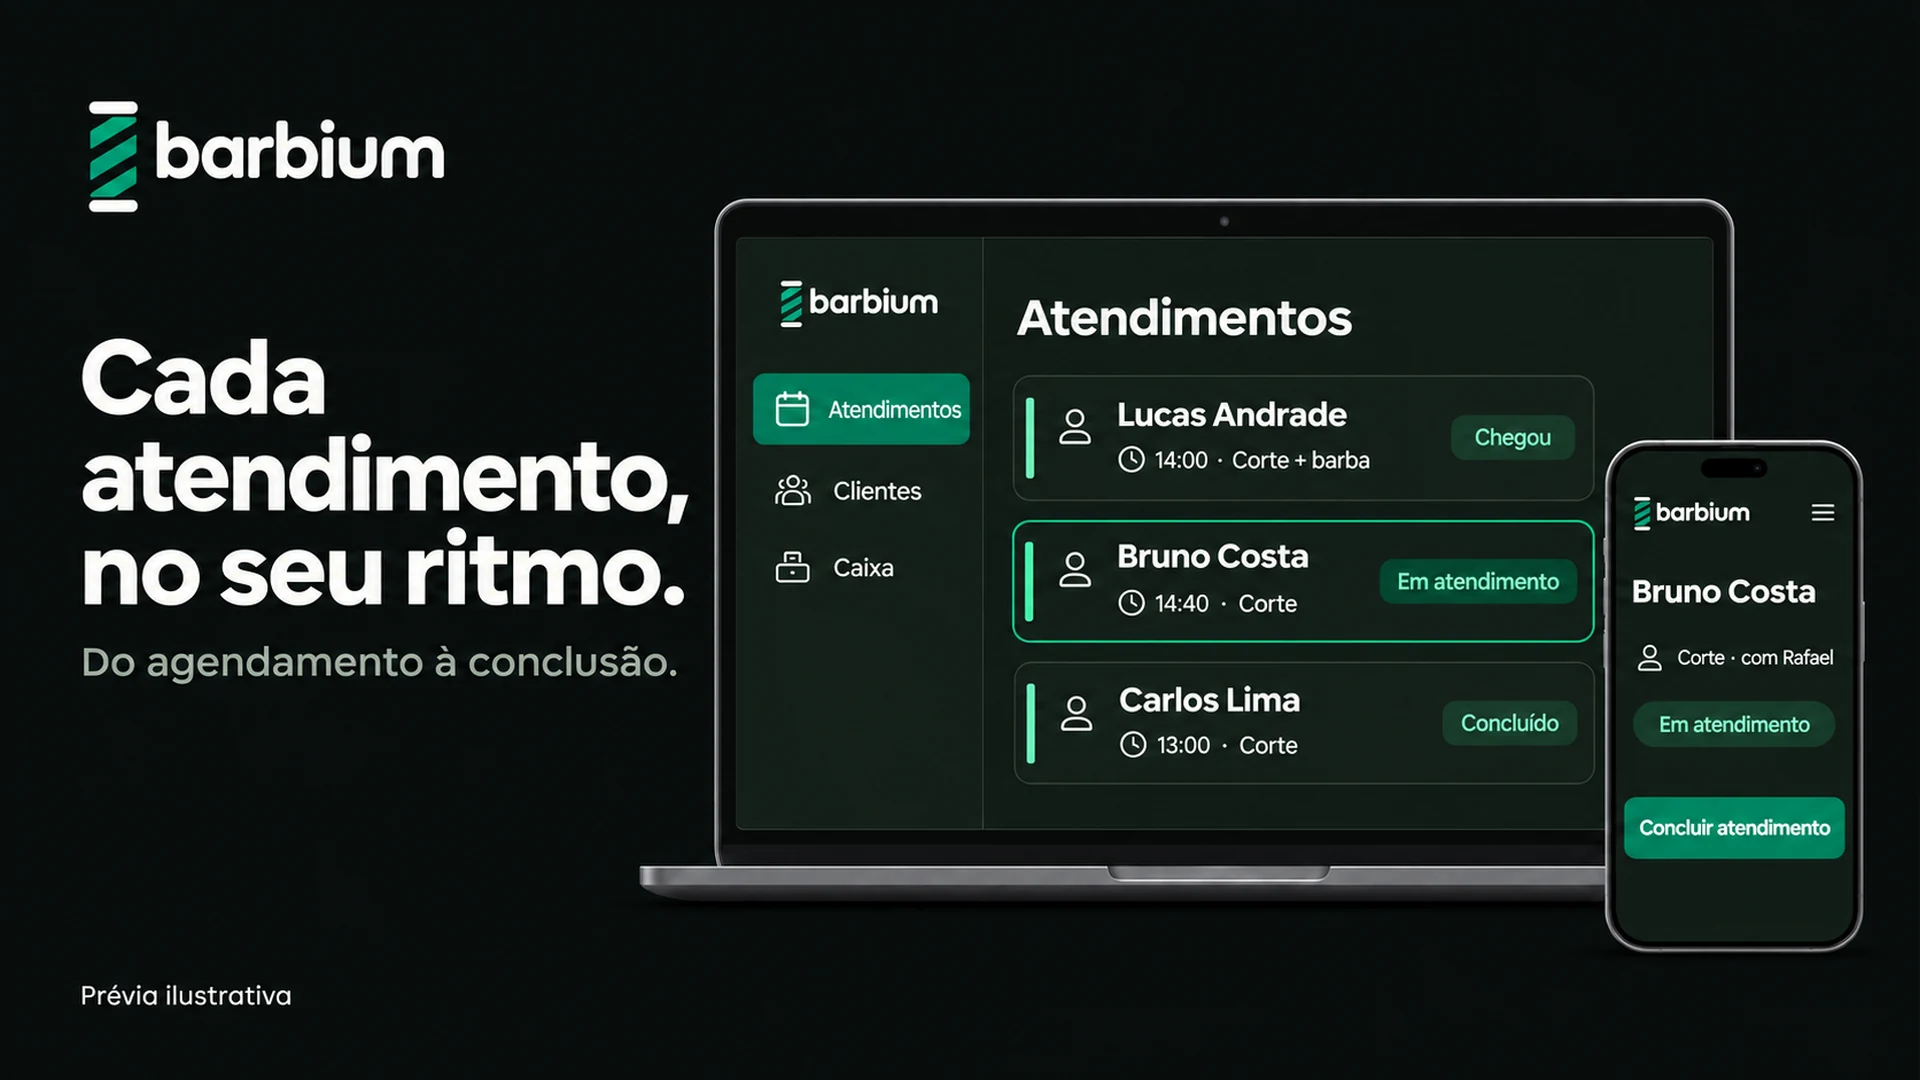 barbium
Cada
atendimento,
no seu ritmo.
Do agendamento à conclusão.
Prévia ilustrativa
barbium
Atendimentos
Clientes
Caixa
Atendimentos
Lucas Andrade
14:00 · Corte + barba
Chegou
Bruno Costa
14:40 · Corte
Em atendimento
Carlos Lima
13:00 · Corte
Concluído
barbium
Bruno Costa
Corte · com Rafael
Em atendimento
Concluir atendimento